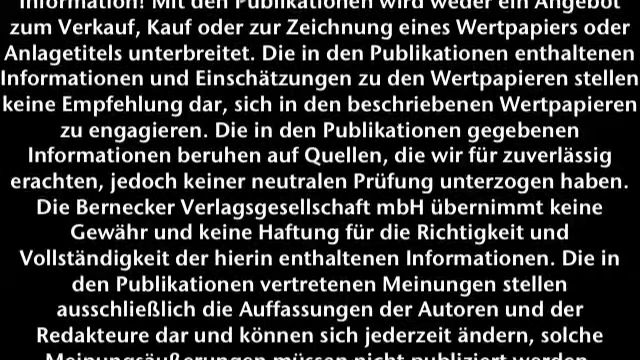 Information! Mit den Publikationen wird weder ein Angebot
zum Verkauf, Kauf oder zur Zeichnung eines Wertpapiers oder
Anlagetitels unterbreitet. Die in den Publikationen enthaltenen
Informationen und Einschätzungen zu den Wertpapieren stellen
keine Empfehlung dar, sich in den beschriebenen Wertpapieren
zu engagieren. Die in den Publikationen gegebenen
Informationen beruhen auf Quellen, die wir für zuverlässig
erachten, jedoch keiner neutralen Prüfung unterzogen haben.
Die Bernecker Verlagsgesellschaft mbH übernimmt keine
Gewähr und keine Haftung für die Richtigkeit und
Vollständigkeit der hierin enthaltenen Informationen. Die in
den Publikationen vertretenen Meinungen stellen
ausschließlich die Auffassungen der Autoren und der
Redakteure dar und können sich jederzeit ändern, solche
Meinungsäußerungen müssen nicht publiziert werden.